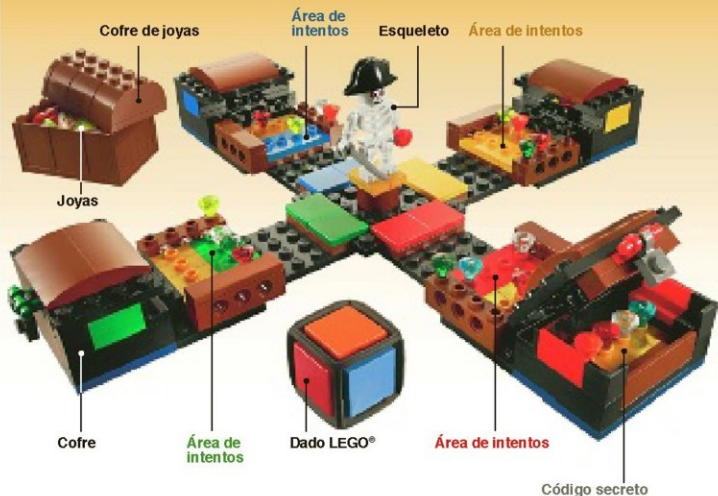 Cofre de joyas
Área de
intentos
Esqueleto
Área de intentos
Joyas
Cofre
Área de
intentos
Dado LEGO®
Área de intentos
Código secreto